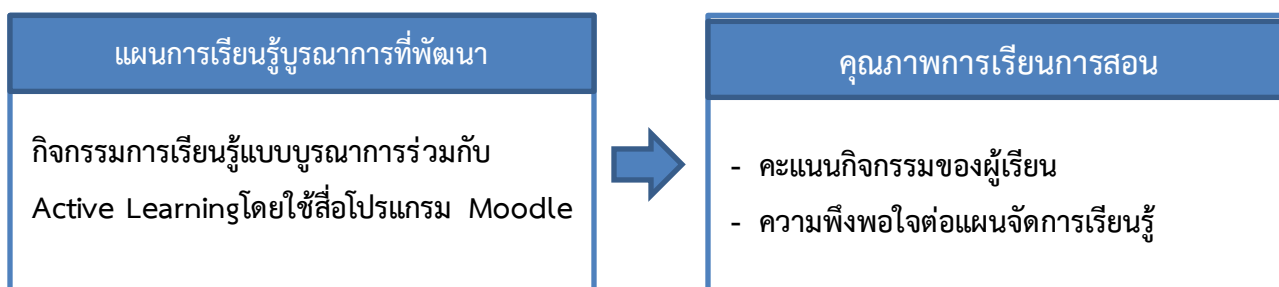 แผนการเรียนรู้บูรณาการที่พัฒนา
กิจกรรมการเรียนรู้แบบบูรณาการร่วมกับ
Active Learningโดยใช้สื่อโปรแกรม Moodle
คุณภาพการเรียนการสอน
- คะแนนกิจกรรมของผู้เรียน
- ความพึงพอใจต่อแผนจัดการเรียนรู้